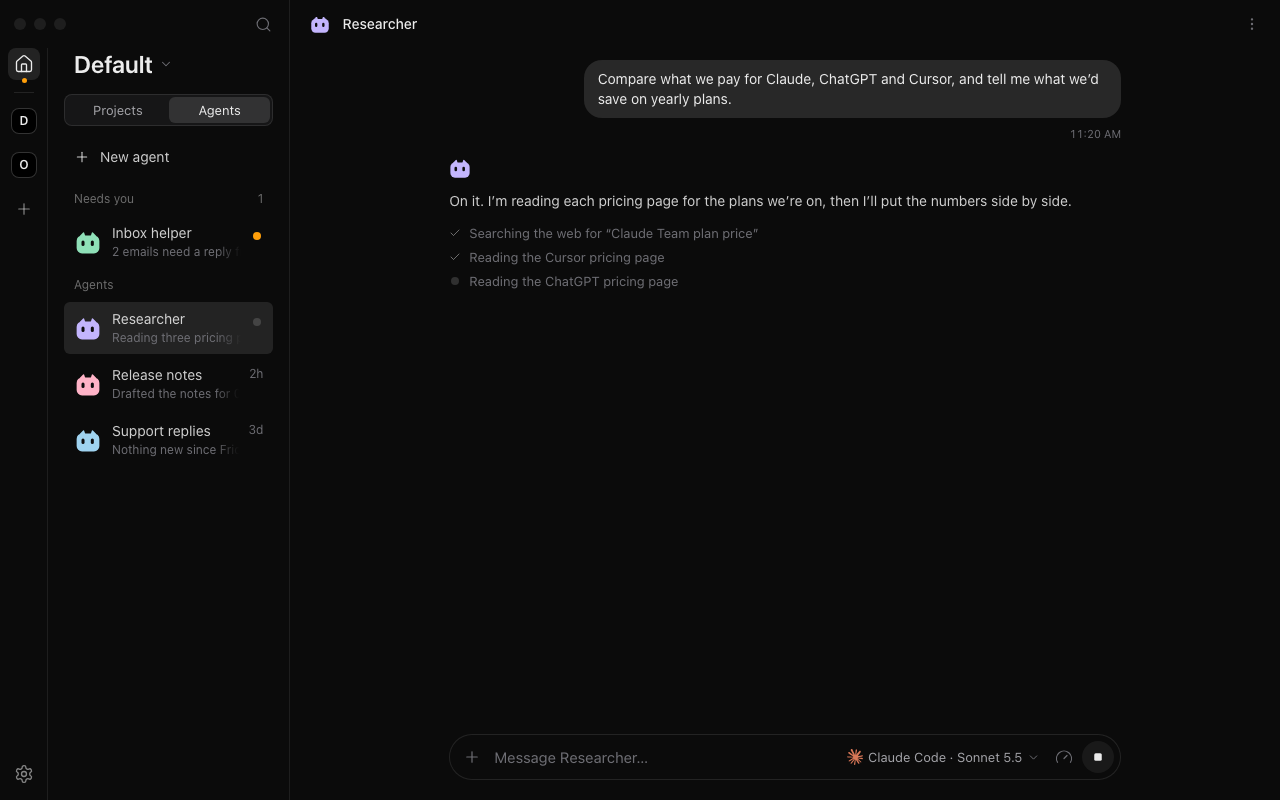 Researcher
Default
Projects
Agents
D
O
New agent
Needs you
1
Inbox helper
2 emails need a reply
Agents
Researcher
Reading three pricing
Release notes
2h
Drafted the notes for
Support replies
3d
Nothing new since Fri
Compare what we pay for Claude, ChatGPT and Cursor, and tell me what we’d
save on yearly plans.
11:20 AM
On it. I’m reading each pricing page for the plans we’re on, then I’ll put the numbers side by side.
Searching the web for “Claude Team plan price”
Reading the Cursor pricing page
Reading the ChatGPT pricing page
Message Researcher...
Claude Code · Sonnet 5.5